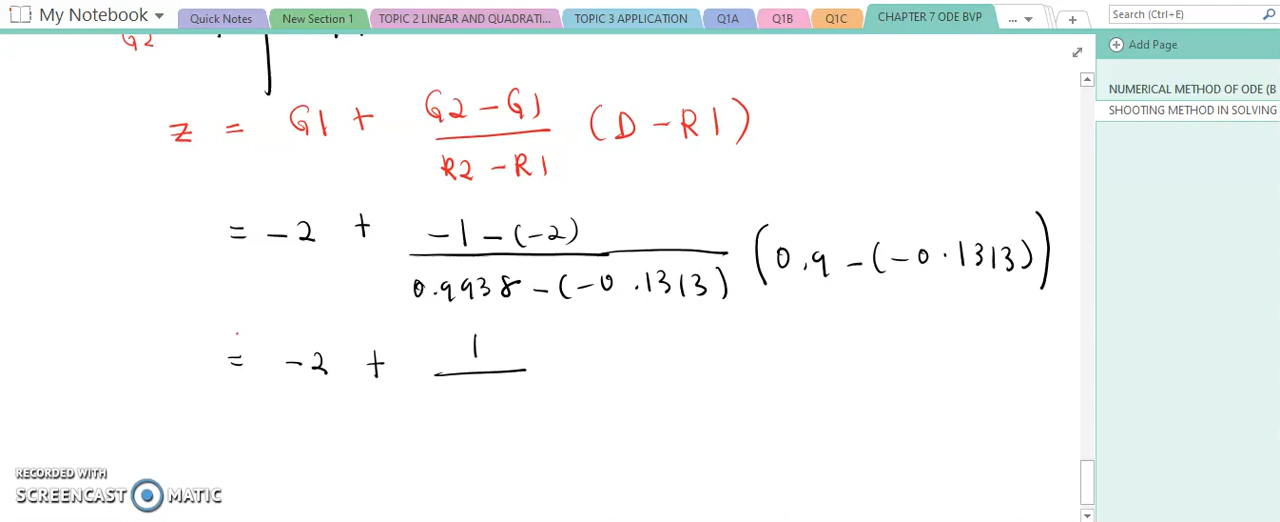 My Notebook Quick Notes New Section 1 TOPIC 2 LINEAR AND QUADRATI... TOPIC 3 APPLICATION Q1A Q1B Q1C CHAPTER 7 ODE BVP ... + Search (Ctrl+E)
Add Page
NUMERICAL METHOD OF ODE (B
SHOOTING METHOD IN SOLVING
G2
z = G1 + G2 - G1 / R2 - R1 (D - R1)
= -2 + -1 - (-2) / 0.9938 - (-0.1313) (0.9 - (-0.1313))
= -2 + 1
RECORDED WITH
SCREENCAST MATIC